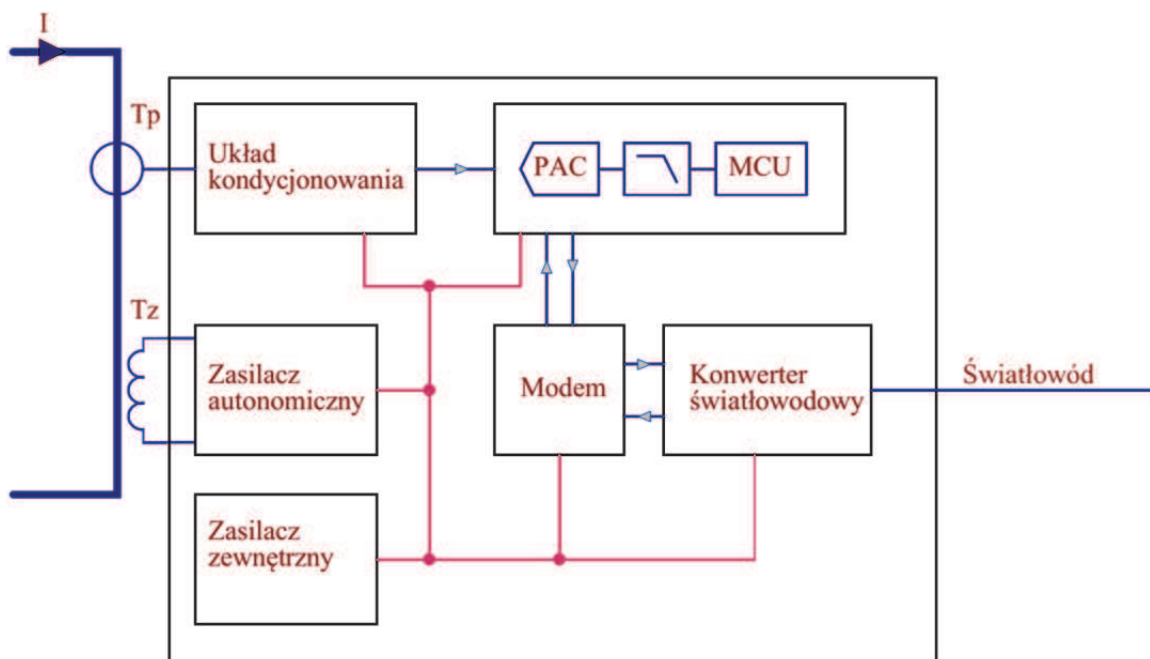 I
Tp
Układ
kondycjonowania
PAC
MCU
Tz
Zasilacz
autonomiczny
Modem
Konwerter
światłowodowy
Światłowód
Zasilacz
zewnętrzny